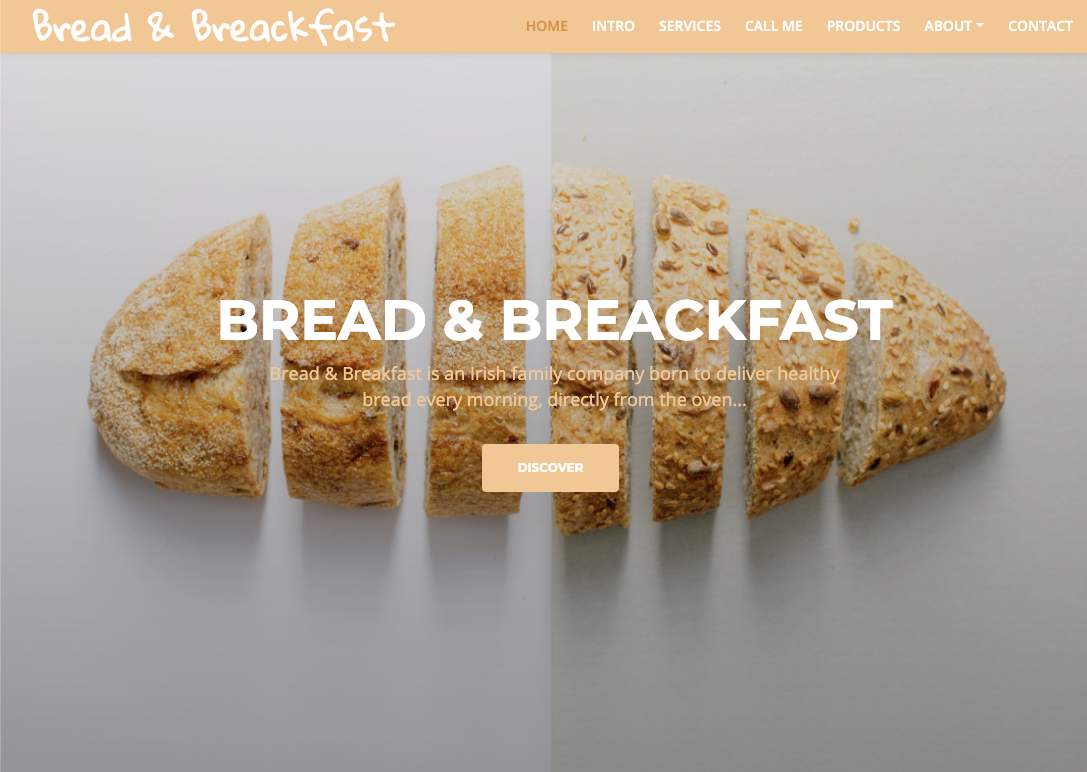 Bread & Breackfast
HOME INTRO SERVICES CALL ME PRODUCTS ABOUT CONTACT
BREAD & BREACKFAST
Bread & Breakfast is an Irish family company born to deliver healthy
bread every morning, directly from the oven...
DISCOVER